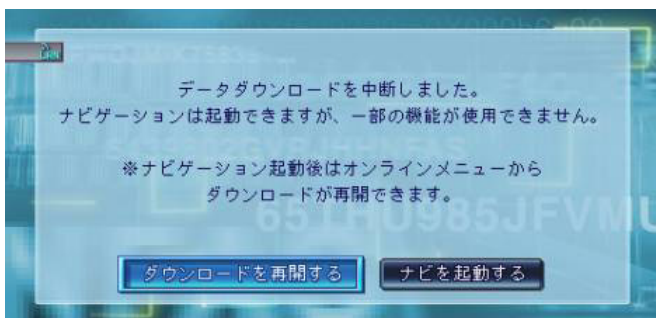 データダウンロードを中断しました。
ナビゲーションは起動できますが、一部の機能が使用できません。
※ナビゲーション起動後はオンラインメニューから
ダウンロードが再開できます。
651HU985JFVMU
ダウンロードを再開する
ナビを起動する